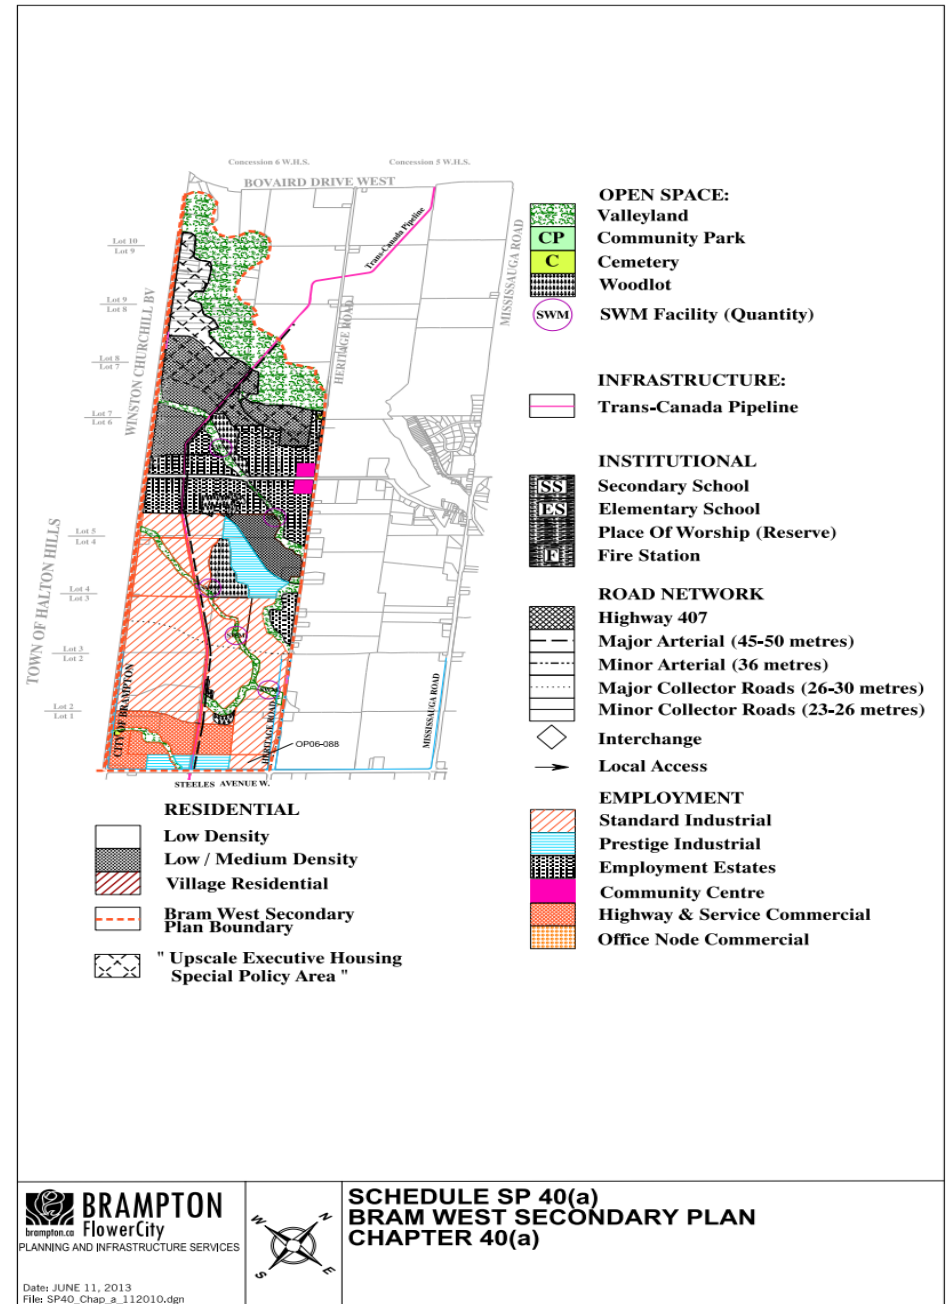 Concession 6 W.H.S.
Concession 5 W.H.S.
BOVAIRD DRIVE WEST
Trans-Canada Pipeline
MISSISSAUGA ROAD
HERITAGE ROAD
WINSTON CHURCHILL BV
TOWN OF HALTON HILLS
Lot 10
Lot 9
Lot 9
Lot 8
Lot 8
Lot 7
Lot 7
Lot 6
Lot 5
Lot 4
Lot 4
Lot 3
Lot 3
Lot 2
Lot 2
Lot 1
SWM
CITY OF BRAMPTON
HERITAGE ROAD
MISSISSAUGA ROAD
OP06-088
STEELES AVENUE W.
OPEN SPACE:
Valleyland
CP Community Park
C Cemetery
Woodlot
SWM SWM Facility (Quantity)
INFRASTRUCTURE:
Trans-Canada Pipeline
INSTITUTIONAL
SS Secondary School
ES Elementary School
Place Of Worship (Reserve)
F Fire Station
ROAD NETWORK
Highway 407
Major Arterial (45-50 metres)
Minor Arterial (36 metres)
Major Collector Roads (26-30 metres)
Minor Collector Roads (23-26 metres)
Interchange
Local Access
EMPLOYMENT
Standard Industrial
Prestige Industrial
Employment Estates
Community Centre
Highway & Service Commercial
Office Node Commercial
RESIDENTIAL
Low Density
Low / Medium Density
Village Residential
Bram West Secondary
Plan Boundary
" Upscale Executive Housing
Special Policy Area "
BRAMPTON
brampton.ca FlowerCity
PLANNING AND INFRASTRUCTURE SERVICES
Date: JUNE 11, 2013
File: SP40_Chap_a_112010.dgn
W
N
S
E
SCHEDULE SP 40(a)
BRAM WEST SECONDARY PLAN
CHAPTER 40(a)